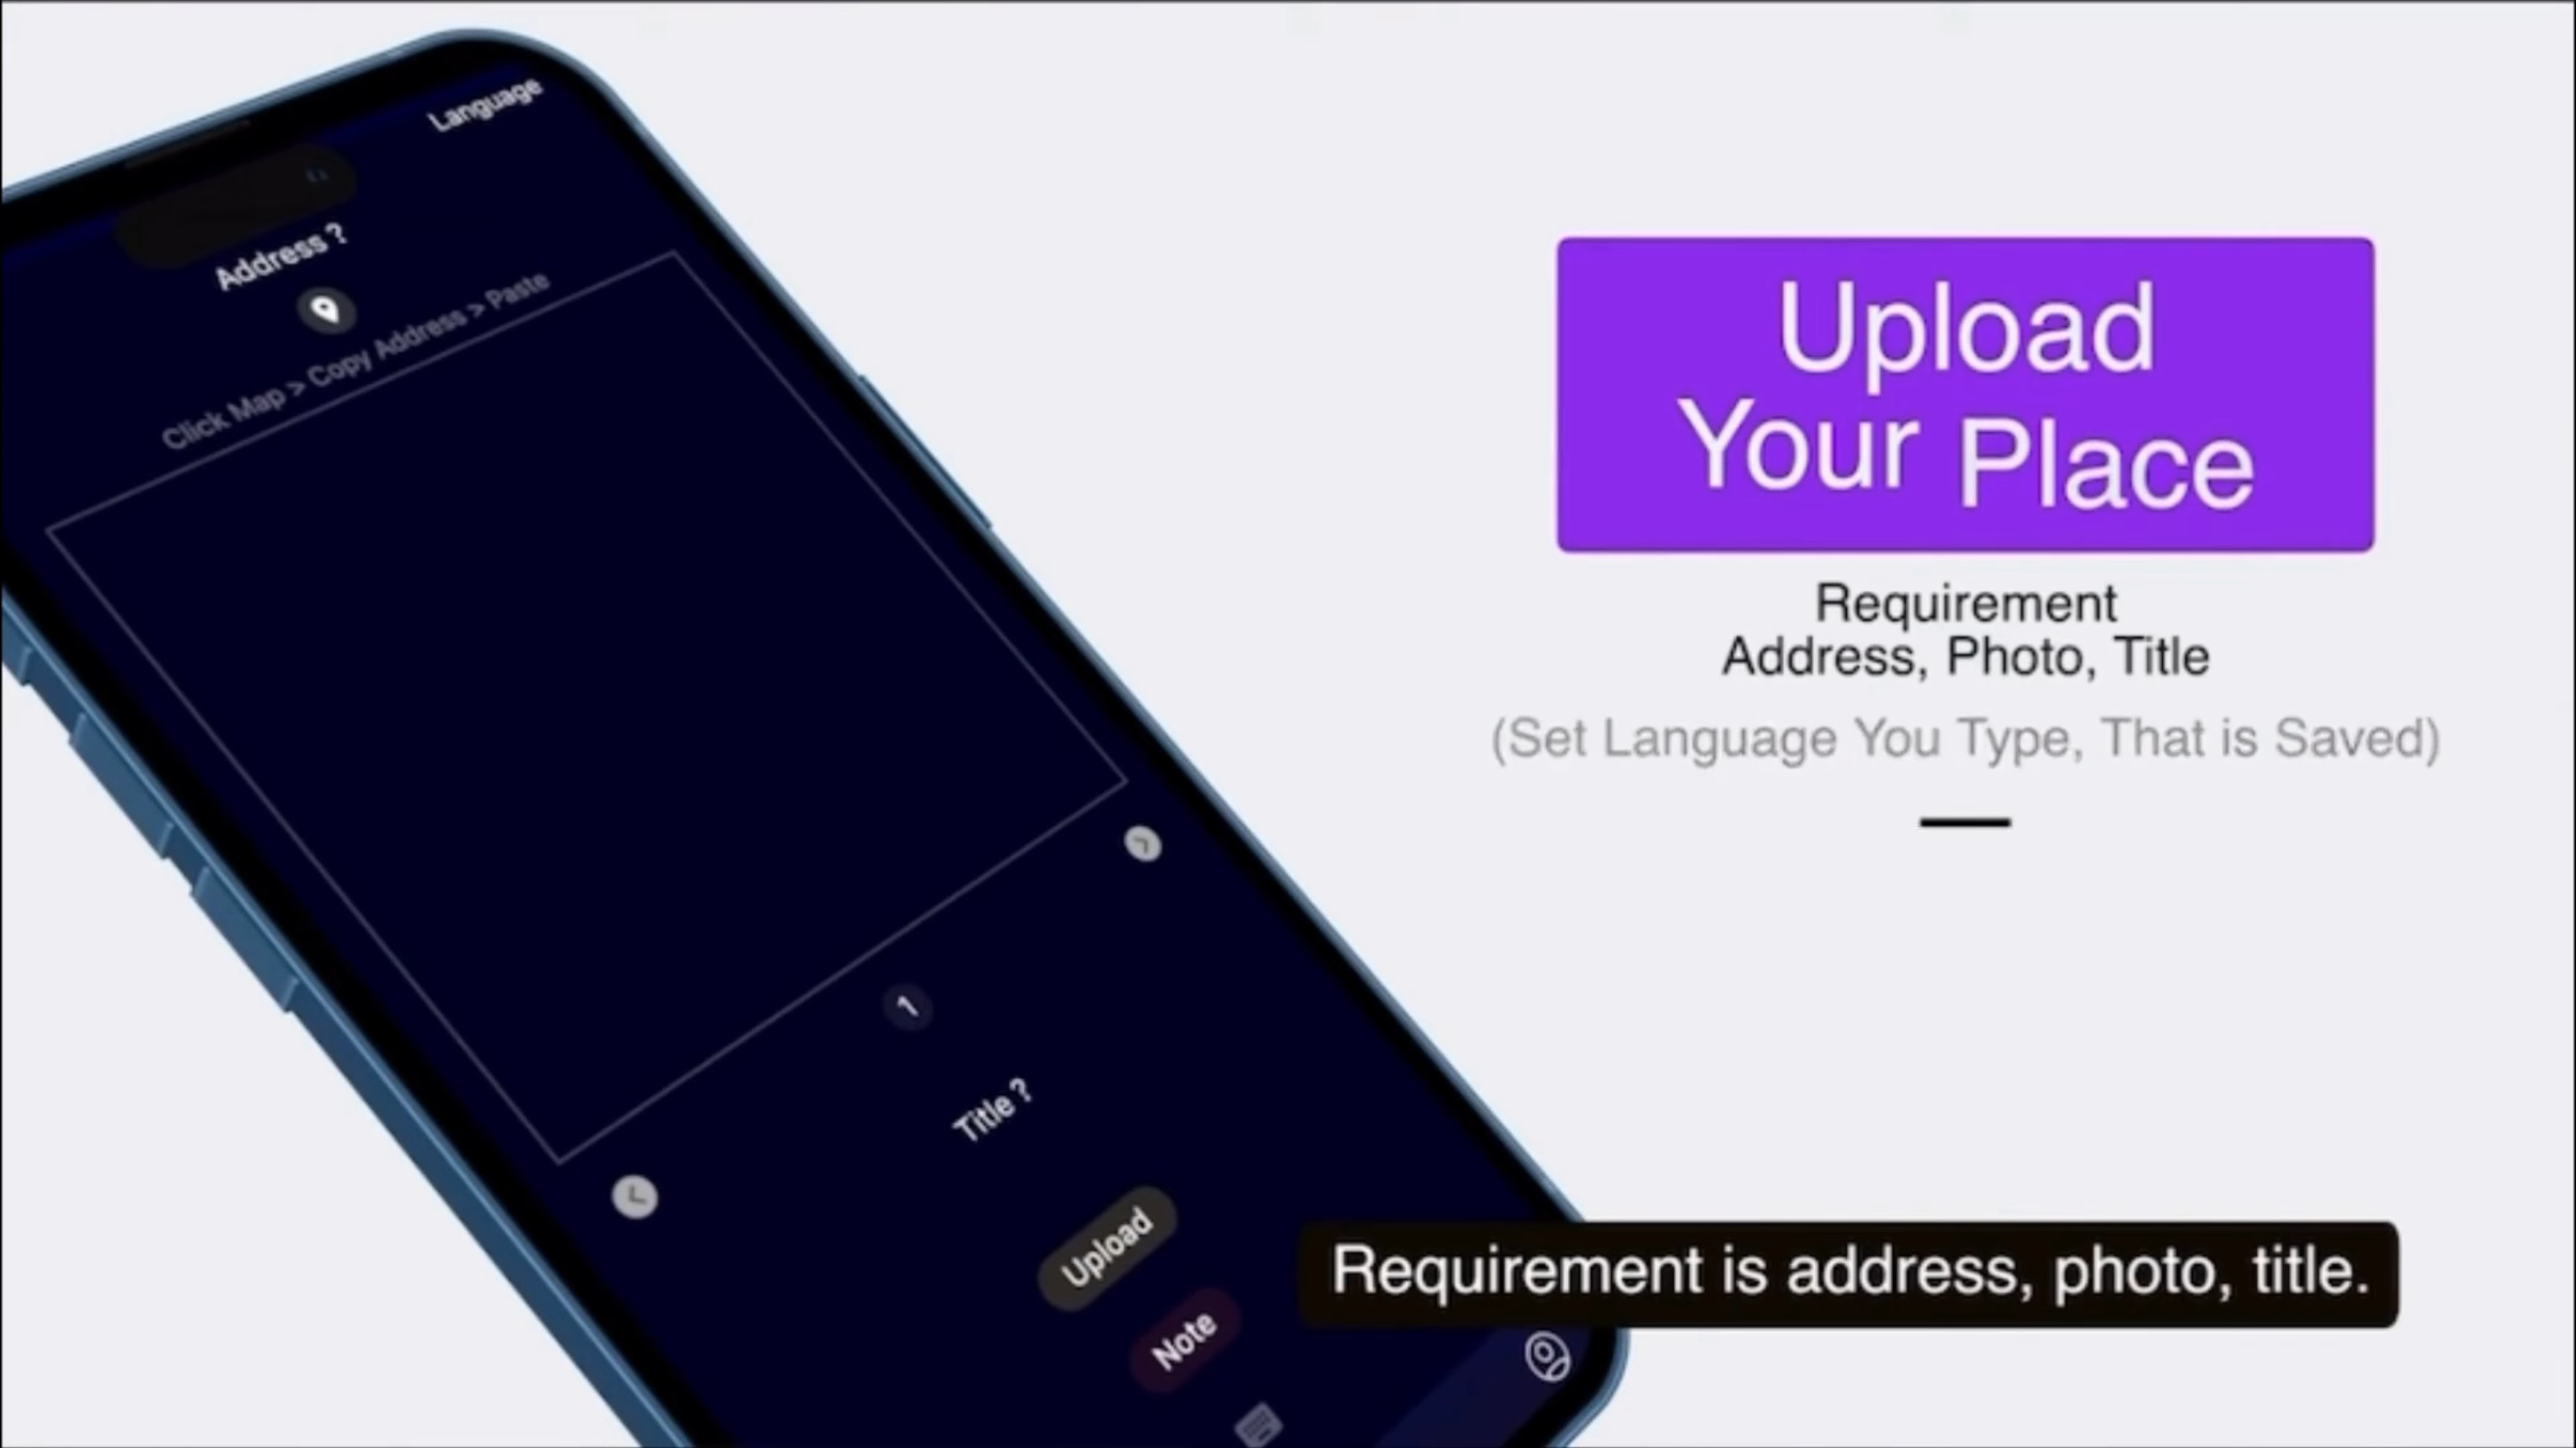 Language
Address ?
Click Map > Copy Address > Paste
1
Title ?
Upload
Note
Upload
Your Place
Requirement
Address, Photo, Title
(Set Language You Type, That is Saved)
Requirement is address, photo, title.